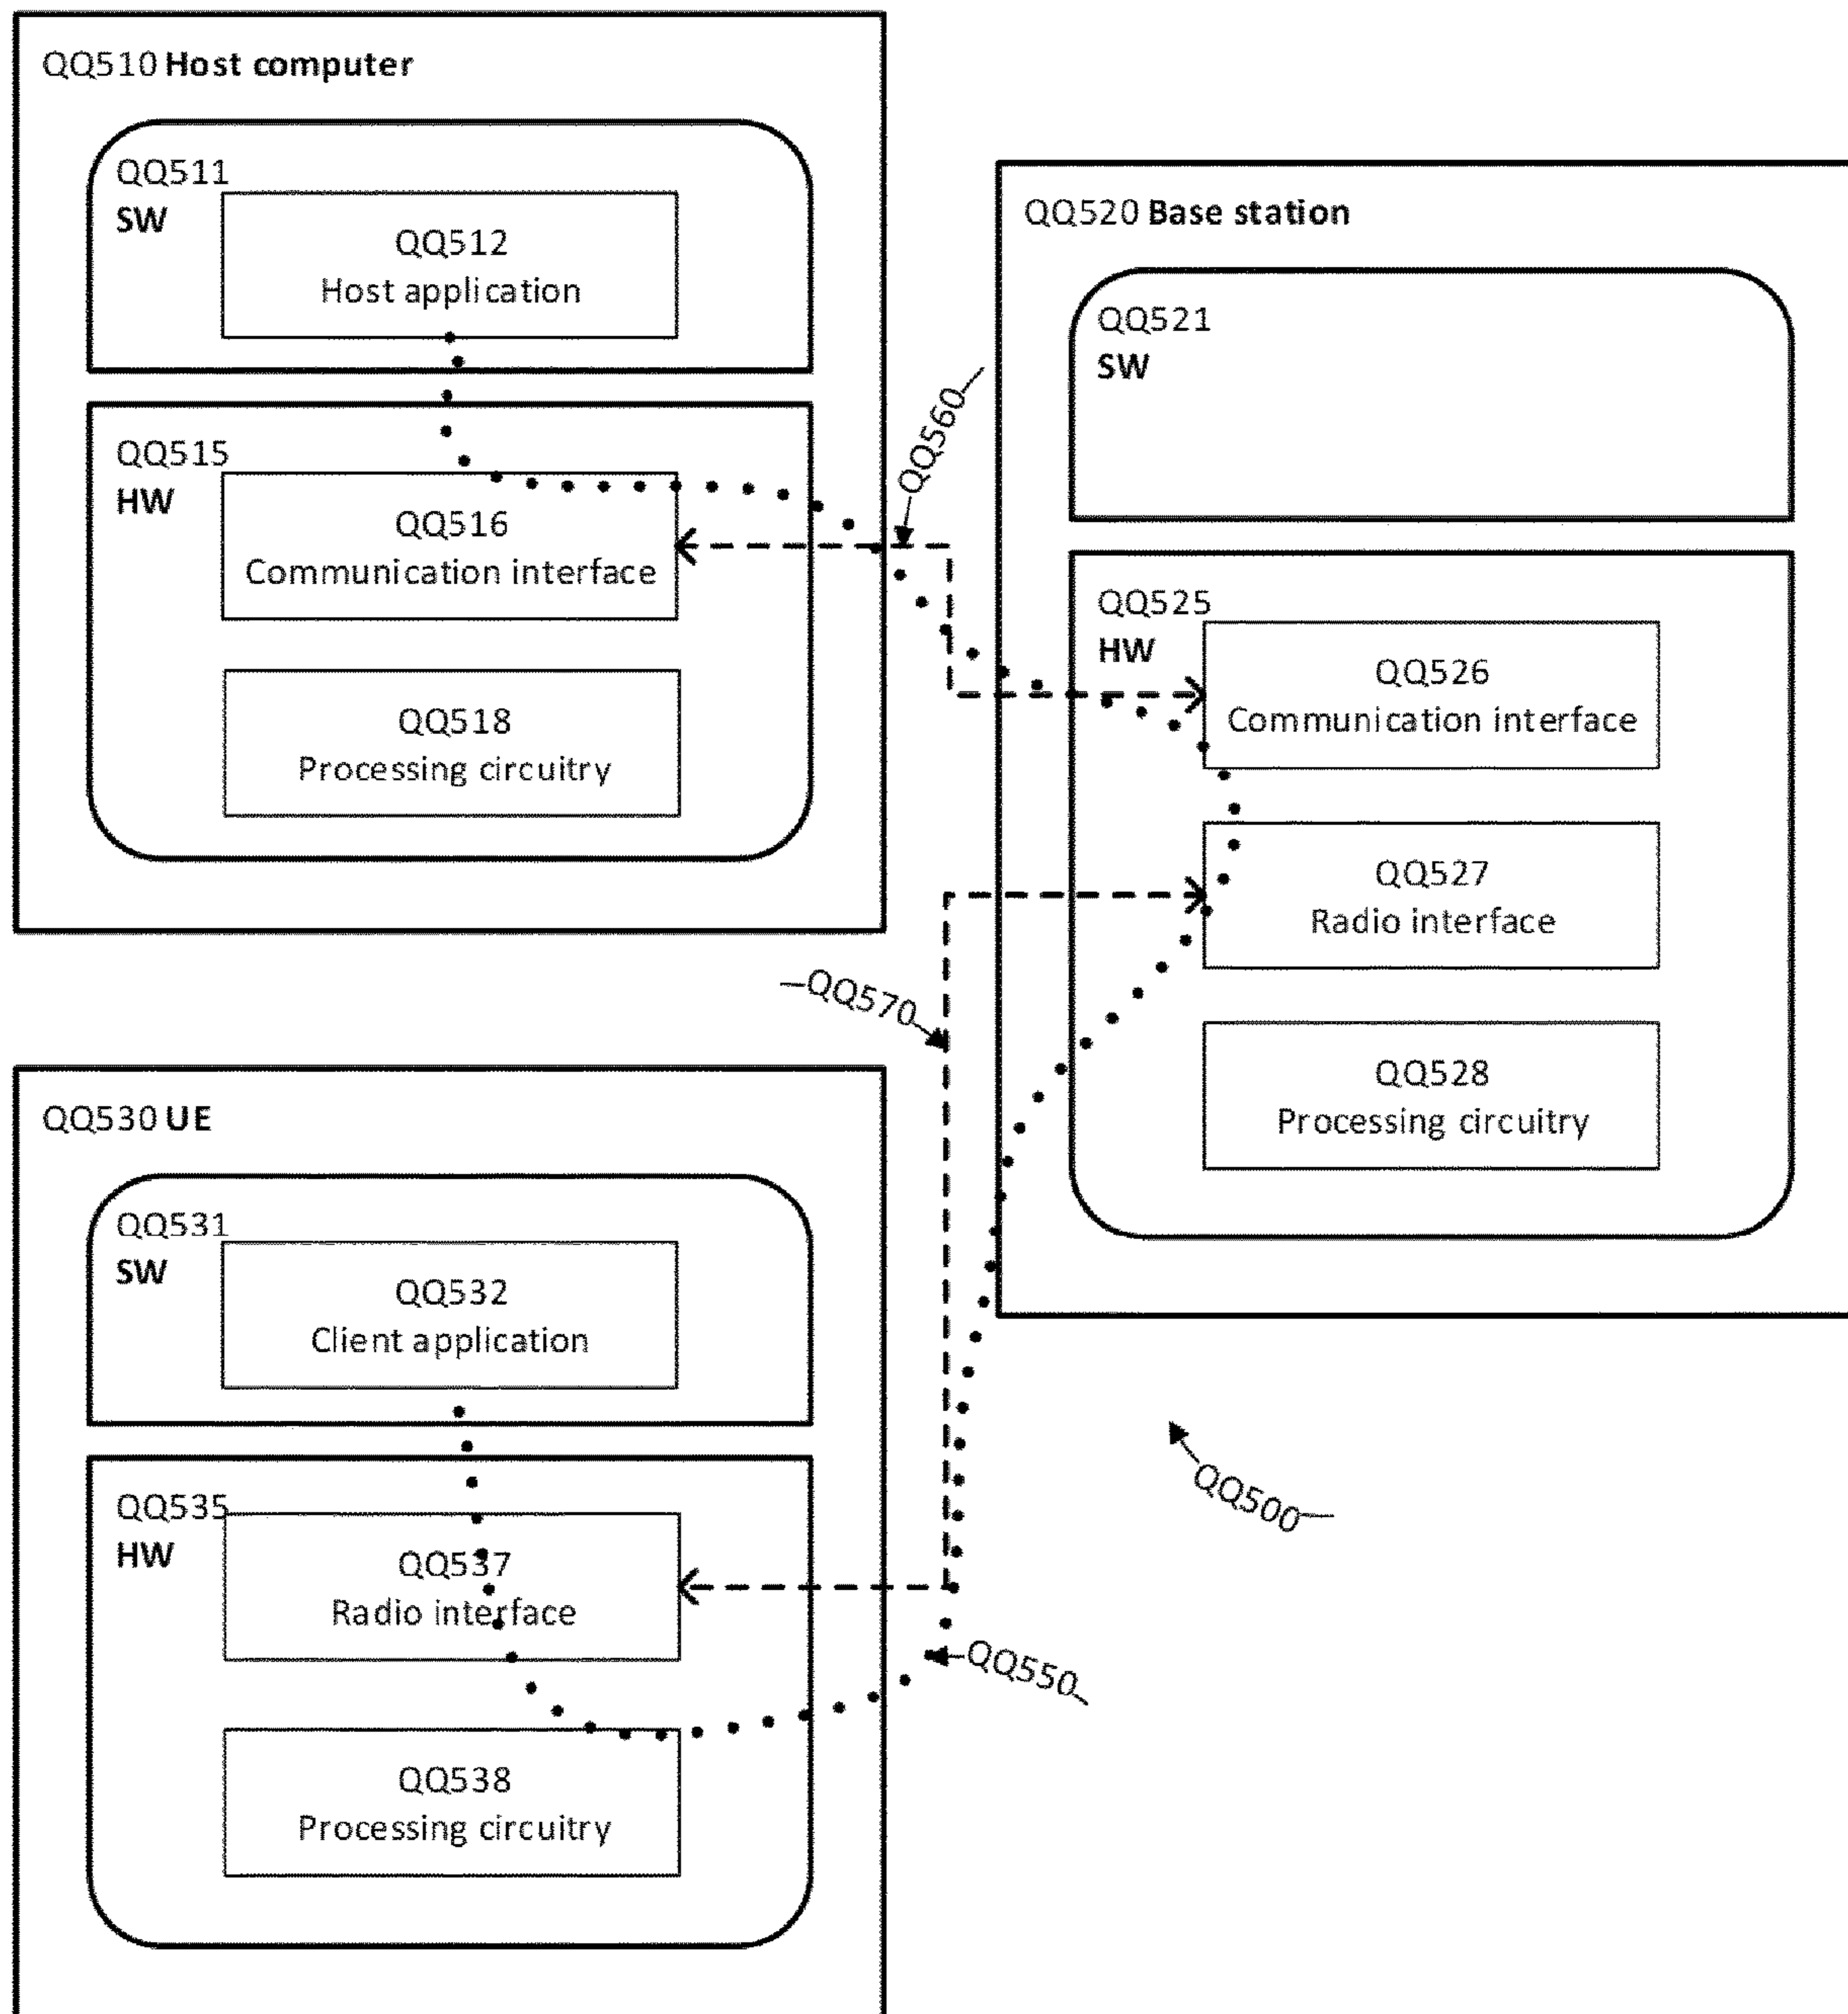 QQ510 Host computer
QQ511
SW
QQ512
Host application
QQ515
HW
QQ516
Communication interface
QQ518
Processing circuitry
QQ560
QQ520 Base station
QQ521
SW
QQ525
HW
QQ526
Communication interface
QQ527
Radio interface
QQ528
Processing circuitry
QQ570
QQ530 UE
QQ531
SW
QQ532
Client application
QQ535
HW
QQ537
Radio interface
QQ538
Processing circuitry
QQ500
QQ550